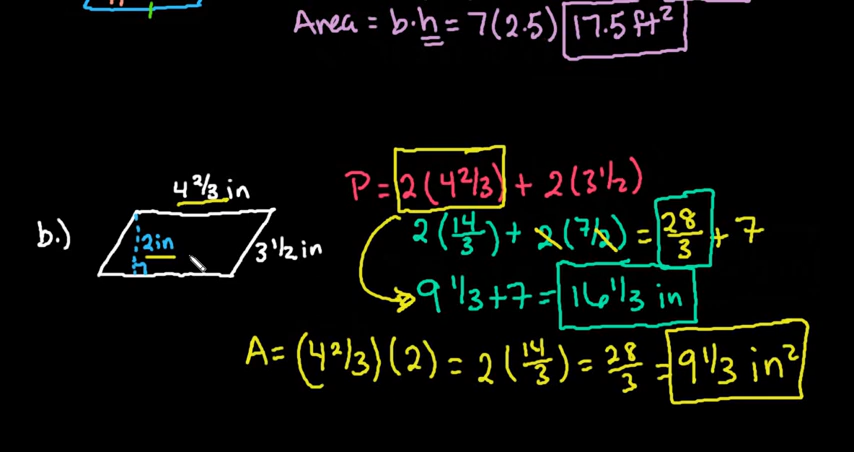 Area = b·h = 7(2.5) 17.5ft²
4 2/3 in
P = 2(4 2/3) + 2(3 1/2)
b.)
2in
3 1/2 in
2(14/3) + 2(7/2) = 28/3 + 7
9 1/3 + 7 = 16 1/3 in
A = (4 2/3)(2) = 2(14/3) = 28/3 = 9 1/3 in²